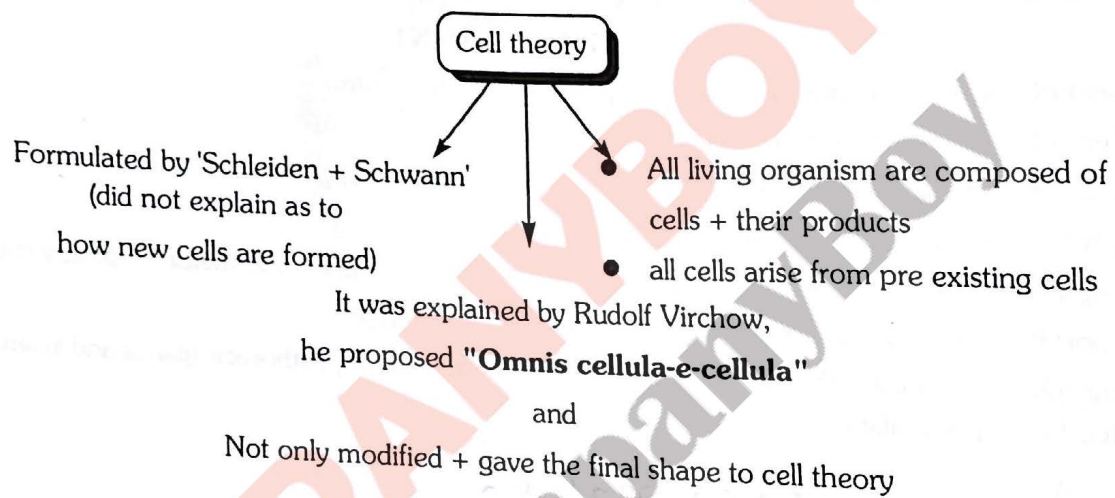 Cell theory
Formulated by 'Schleiden + Schwann'
(did not explain as to
how new cells are formed)
It was explained by Rudolf Virchow,
he proposed "Omnis cellula-e-cellula"
and
Not only modified + gave the final shape to cell theory
● All living organism are composed of
cells + their products
● all cells arise from pre existing cells